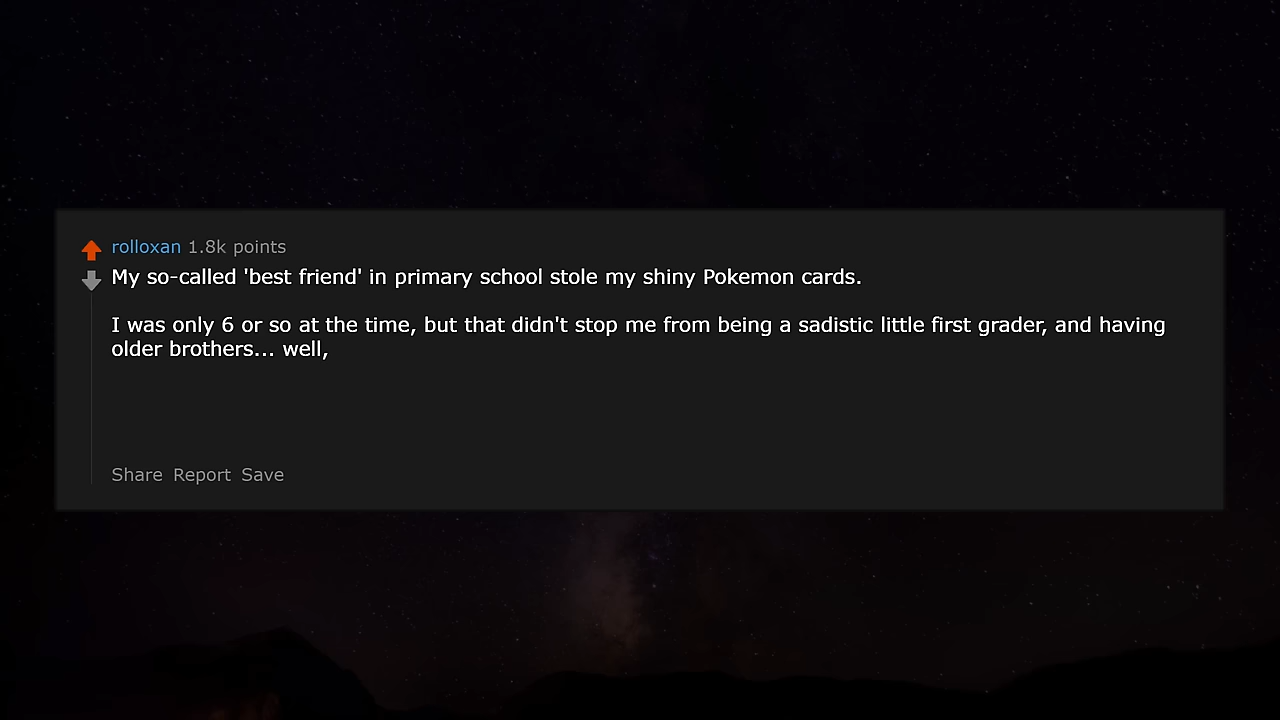 rolloxan 1.8k points
My so-called 'best friend' in primary school stole my shiny Pokemon cards.
I was only 6 or so at the time, but that didn't stop me from being a sadistic little first grader, and having
older brothers... well,
Share Report Save